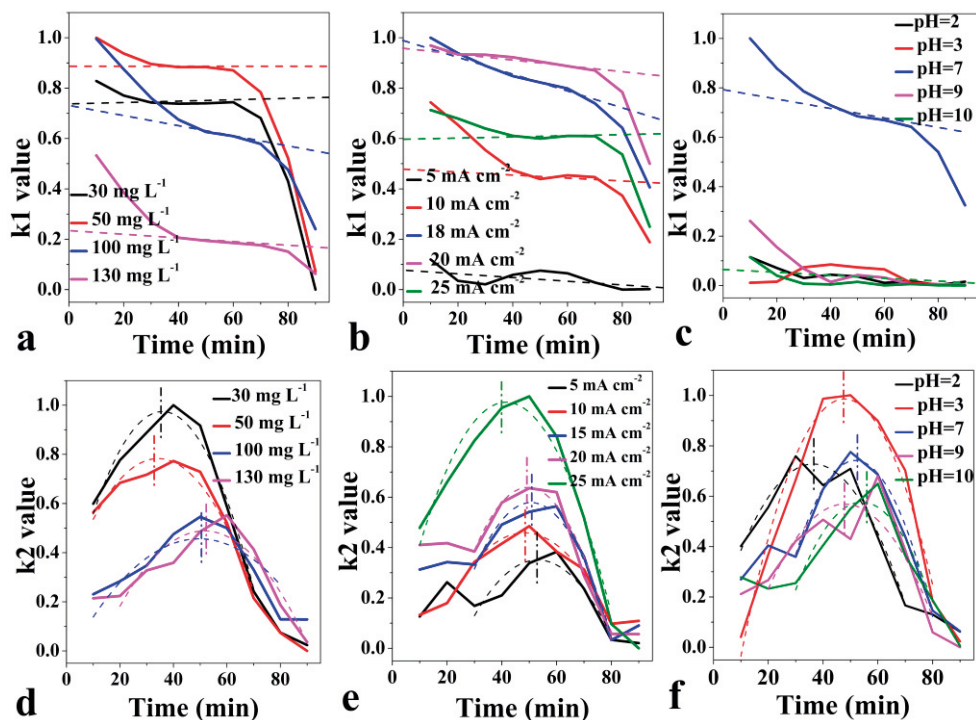 1.0
0.8
0.6
0.4
0.2
0.0
k1 value
30 mg L⁻¹
50 mg L⁻¹
100 mg L⁻¹
130 mg L⁻¹
0 20 40 60 80
a
Time (min)
1.0
0.8
0.6
0.4
0.2
0.0
k1 value
5 mA cm⁻²
10 mA cm⁻²
18 mA cm⁻²
20 mA cm⁻²
25 mA cm⁻²
0 20 40 60 80
b
Time (min)
1.0
0.8
0.6
0.4
0.2
0.0
k1 value
pH=2
pH=3
pH=7
pH=9
pH=10
0 20 40 60 80
c
Time (min)
1.0
0.8
0.6
0.4
0.2
0.0
k2 value
30 mg L⁻¹
50 mg L⁻¹
100 mg L⁻¹
130 mg L⁻¹
0 20 40 60 80
d
Time (min)
1.0
0.8
0.6
0.4
0.2
0.0
k2 value
5 mA cm⁻²
10 mA cm⁻²
15 mA cm⁻²
20 mA cm⁻²
25 mA cm⁻²
0 20 40 60 80
e
Time (min)
1.0
0.8
0.6
0.4
0.2
0.0
k2 value
pH=2
pH=3
pH=7
pH=9
pH=10
0 20 40 60 80
f
Time (min)